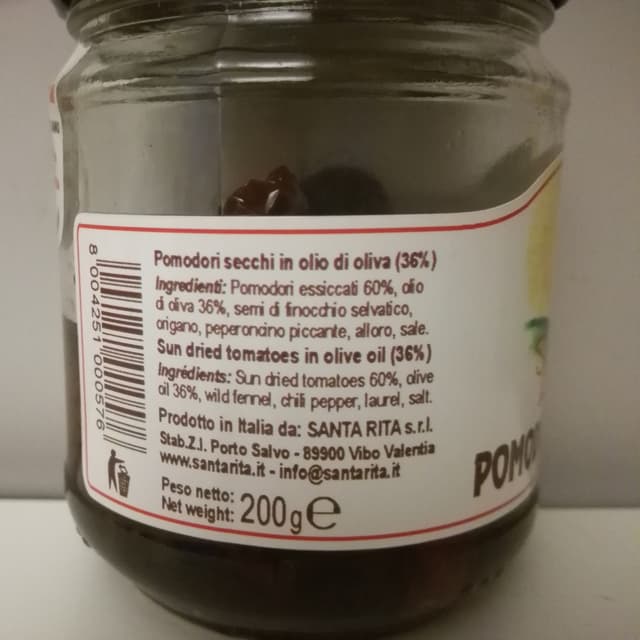 Pomodori secchi in olio di oliva (36%)
Ingredienti: Pomodori essiccati 60%, olio
di oliva 36%, semi di finocchio selvatico,
origano, peperoncino piccante, alloro, sale.
Sun dried tomatoes in olive oil (36%)
Ingredients: Sun dried tomatoes 60%, olive
oil 36%, wild fennel, chili pepper, laurel, salt.
Prodotto in Italia da: SANTA RITA s.r.l.
Stab.Z.I. Porto Salvo - 89900 Vibo Valentia
www.santarita.it - info@santarita.it
Peso netto:
Net weight: 200g e
8 004251 000576